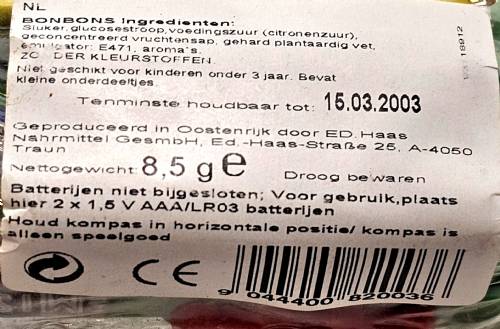 NL
BONBONS Ingredienten:
Suiker,glucosestroop,voedingszuur (citroenzuur),
geconcentreerd vruchtensap, gehard plantaardig vet,
emulgator: E471, aroma's.
ZONDER KLEURSTOFFEN.
Niet geschikt voor kinderen onder 3 jaar. Bevat
kleine onderdeeltjes.
Tenminste houdbaar tot: 15.03.2003
Geproduceerd in Oostenrijk door ED. Haas
Nahrmittel GesmbH, Ed.-Haas-Straße 25, A-4050
Traun
Nettogewicht: 8,5 g e Droog bewaren
Batterijen niet bijgesloten; Voor gebruik,plaats
hier 2 x 1,5 V AAA/LR03 batterijen
Houd kompas in horizontale positie/ kompas is
alleen speelgoed
CE
9 044400 820036